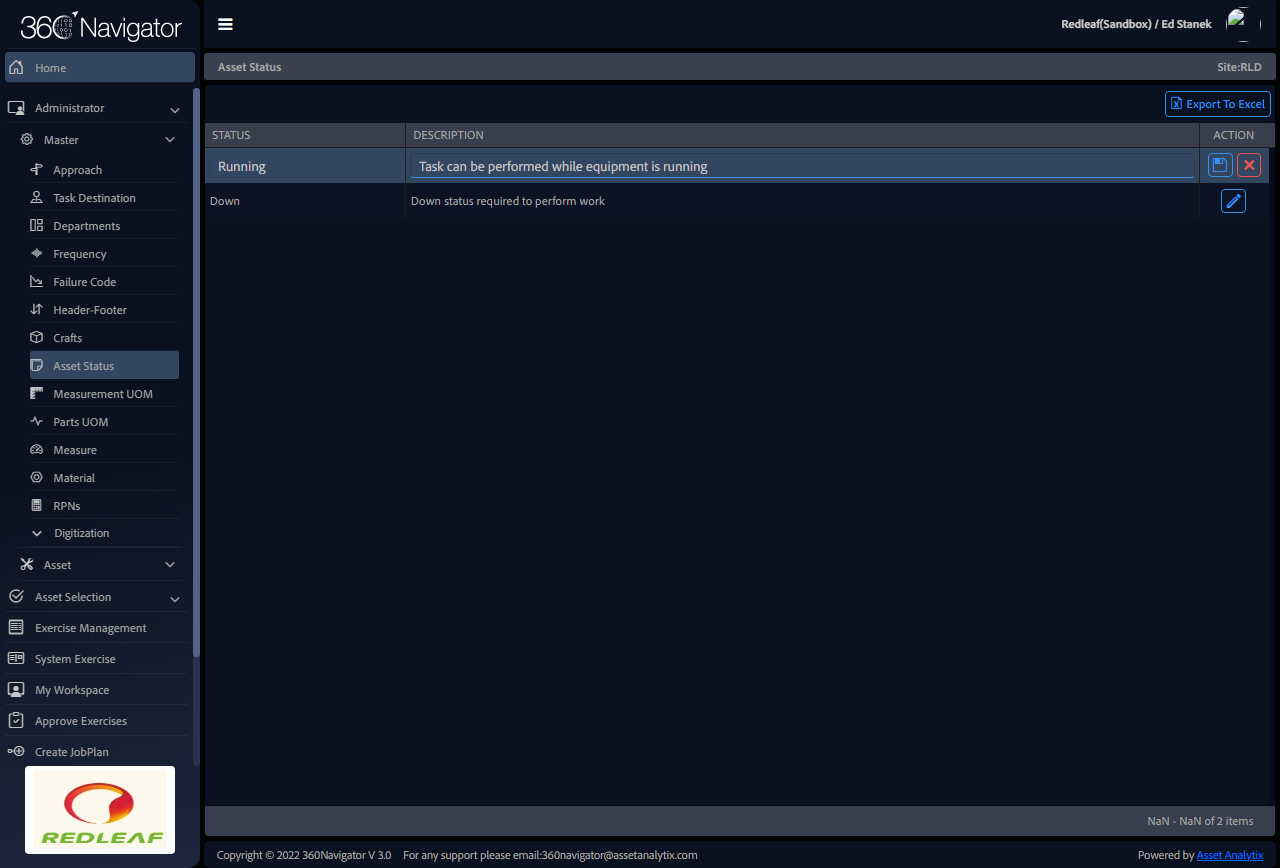 360 Navigator
Redleaf(Sandbox) / Ed Stanek
Home
Administrator
Master
Approach
Task Destination
Departments
Frequency
Failure Code
Header-Footer
Crafts
Asset Status
Measurement UOM
Parts UOM
Measure
Material
RPNs
Digitization
Asset
Asset Selection
Exercise Management
System Exercise
My Workspace
Approve Exercises
Create JobPlan
REDLEAF
Asset Status Site:RLD
Export To Excel
STATUS DESCRIPTION ACTION
Running Task can be performed while equipment is running
Down Down status required to perform work
NaN - NaN of 2 items
Copyright © 2022 360Navigator V 3.0 For any support please email:360navigator@assetanalytix.com Powered by Asset Analytix